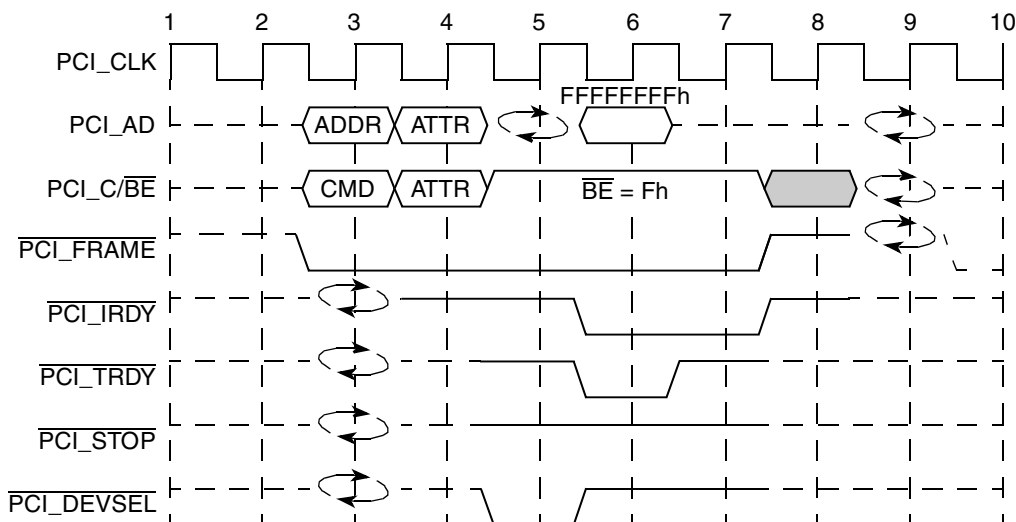 1 2 3 4 5 6 7 8 9 10
PCI_CLK
FFFFFFFFh
PCI_AD ADDR ATTR
PCI_C/BE CMD ATTR BE = Fh
PCI_FRAME
PCI_IRDY
PCI_TRDY
PCI_STOP
PCI_DEVSEL